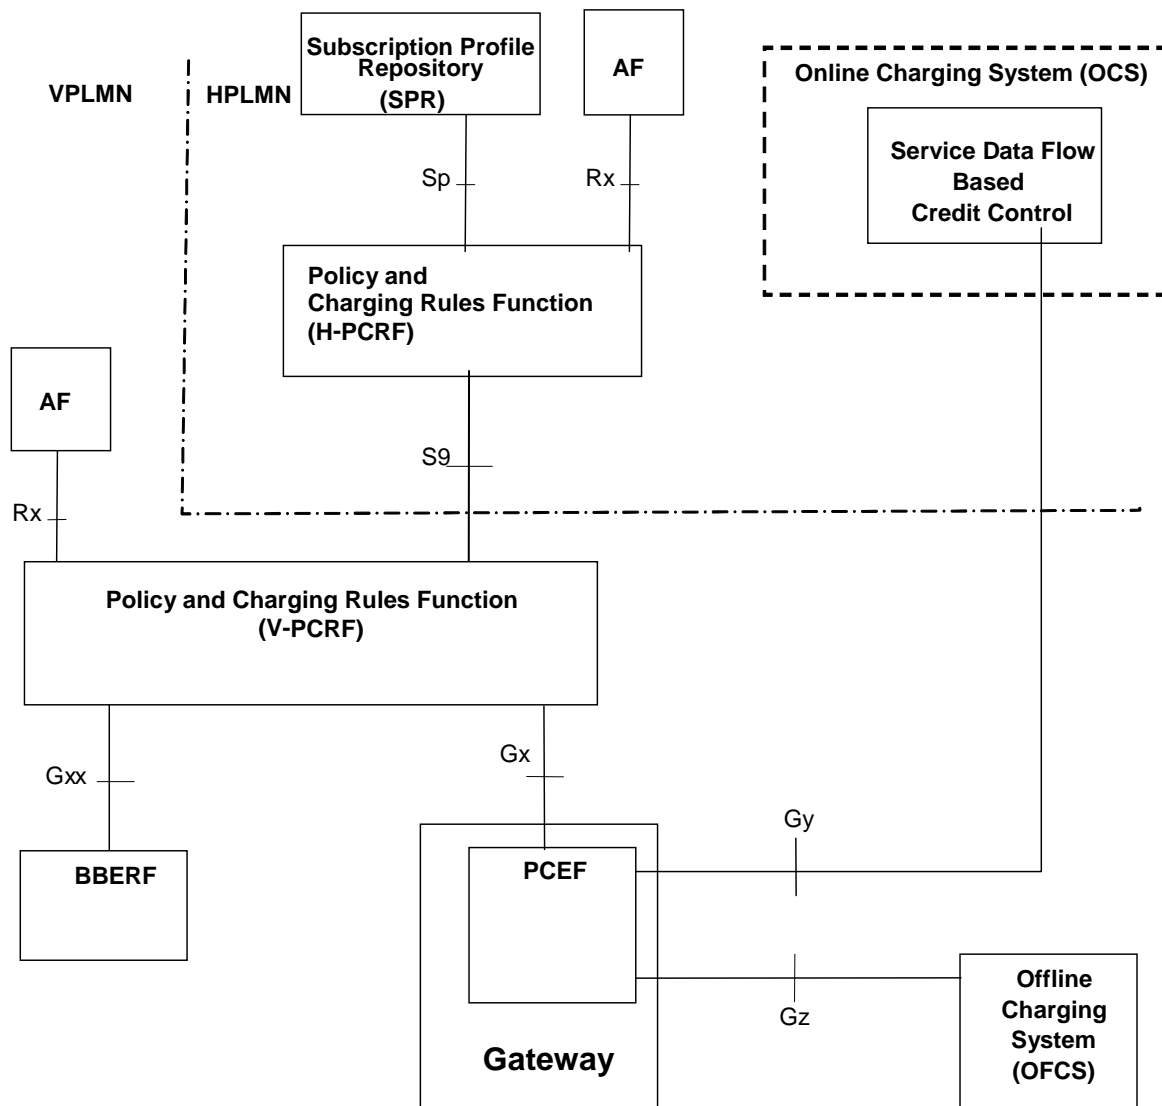 Subscription Profile
Repository
(SPR)
AF
Online Charging System (OCS)
VPLMN
HPLMN
Service Data Flow
Based
Credit Control
Sp
Rx
Policy and
Charging Rules Function
(H-PCRF)
AF
S9
Rx
Policy and Charging Rules Function
(V-PCRF)
Gxx
Gx
Gy
BBERF
PCEF
Gz
Offline
Charging
System
(OFCS)
Gateway